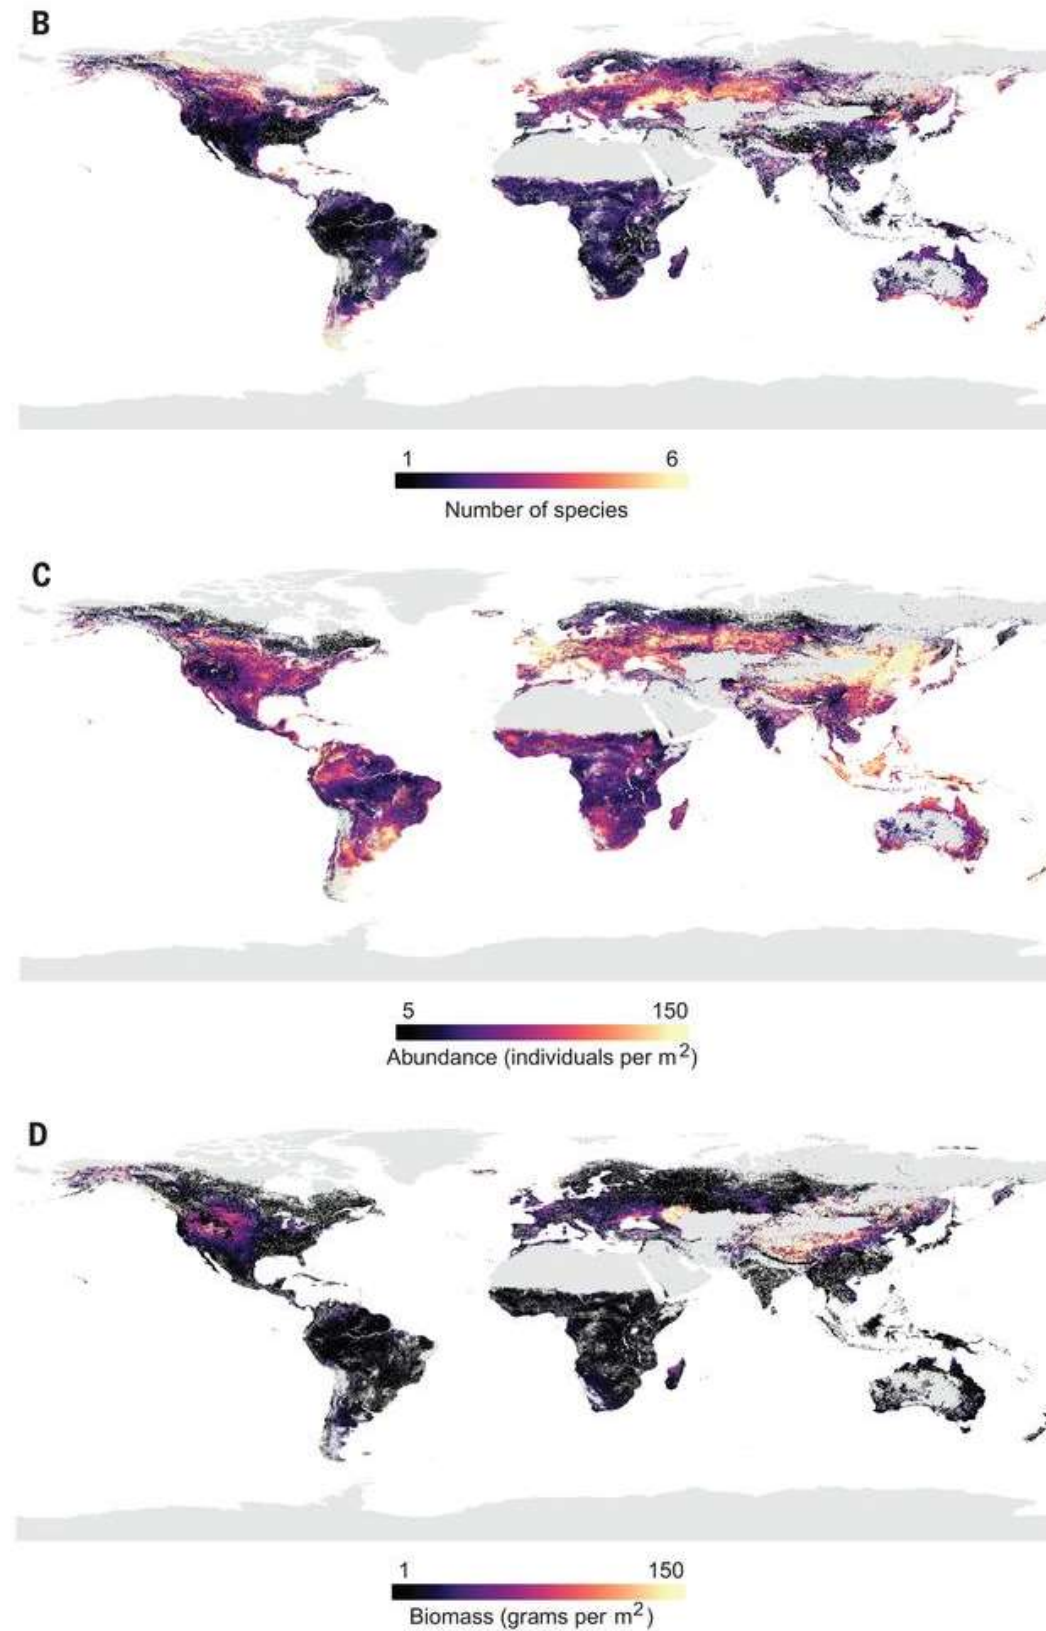 B
1 6
Number of species
C
5 150
Abundance (individuals per m²)
D
1 150
Biomass (grams per m²)